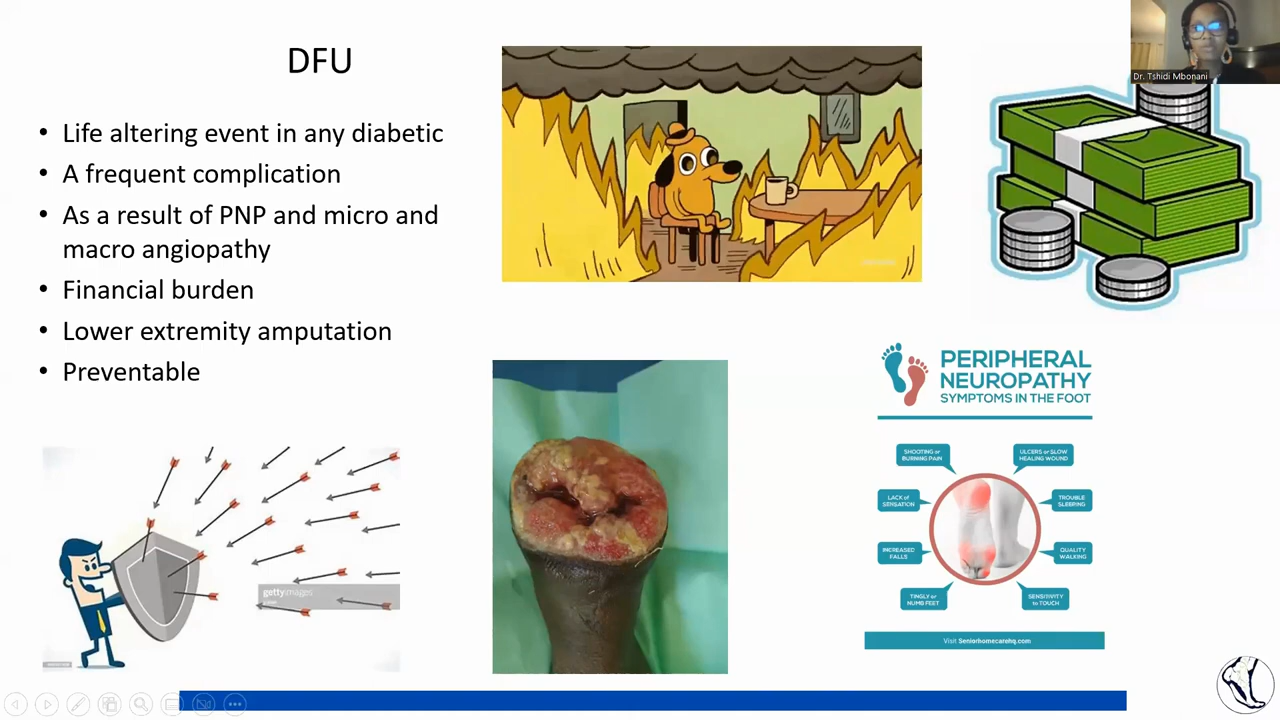 DFU
Dr. Tshidi Mbonani
• Life altering event in any diabetic
• A frequent complication
• As a result of PNP and micro and
macro angiopathy
• Financial burden
• Lower extremity amputation
• Preventable
PERIPHERAL
NEUROPATHY
SYMPTOMS IN THE FOOT
SHOOTING or
BURNING PAIN
ULCERS or SLOW
HEALING WOUND
LACK of
SENSATION
TROUBLE
SLEEPING
INCREASED
FALLS
QUALITY
WALKING
TINGLY or
NUMB FEET
SENSITIVITY
to TOUCH
Visit Seniorhomecarehq.com
gettyimages